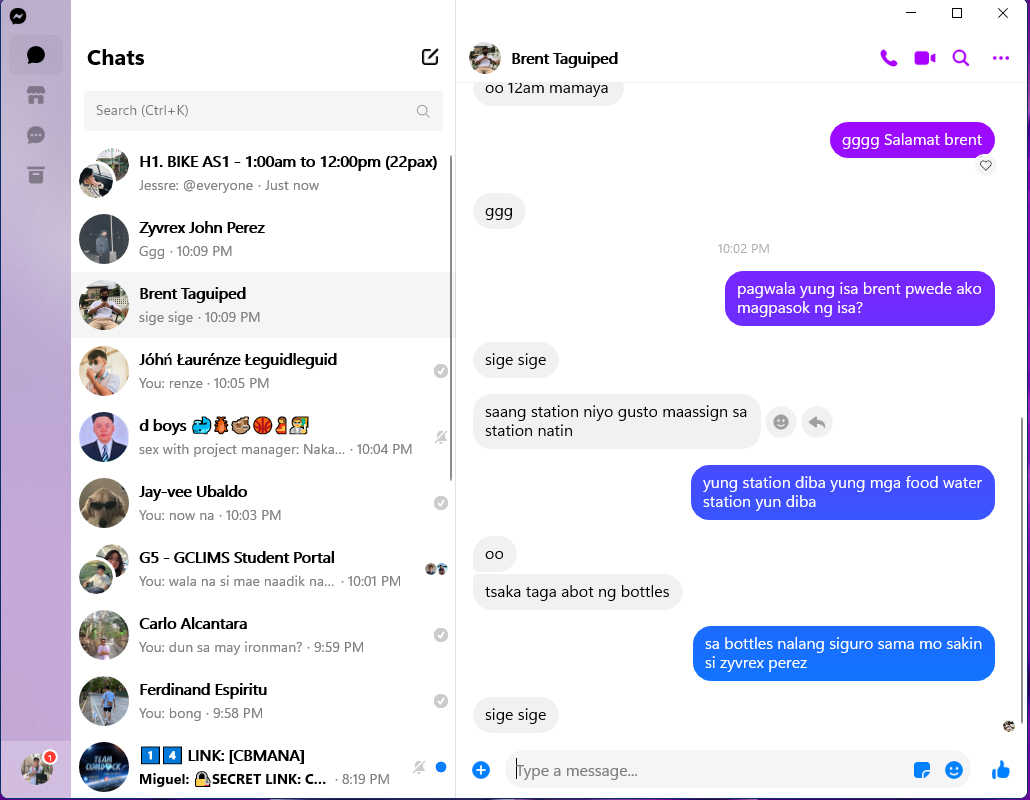 Chats
Search (Ctrl+K)
H1. BIKE AS1 - 1:00am to 12:00pm (22pax)
Jessre: @everyone · Just now
Zyvrex John Perez
Ggg · 10:09 PM
Brent Taguiped
sige sige · 10:09 PM
Jóhń Łaurénze Łeguidleguid
You: renze · 10:05 PM
d boys
sex with project manager: Naka... · 10:04 PM
Jay-vee Ubaldo
You: now na · 10:03 PM
G5 - GCLIMS Student Portal
You: wala na si mae naadik na... · 10:01 PM
Carlo Alcantara
You: dun sa may ironman? · 9:59 PM
Ferdinand Espiritu
You: bong · 9:58 PM
TEAM COMBACK
1 4 LINK: [CBMANA]
Miguel: 🔏SECRET LINK: C... · 8:19 PM
1
Brent Taguiped
oo 12am mamaya
gggg Salamat brent
ggg
10:02 PM
pagwala yung isa brent pwede ako
magpasok ng isa?
sige sige
saang station niyo gusto maassign sa
station natin
yung station diba yung mga food water
station yun diba
oo
tsaka taga abot ng bottles
sa bottles nalang siguro sama mo sakin
si zyvrex perez
sige sige
Type a message...